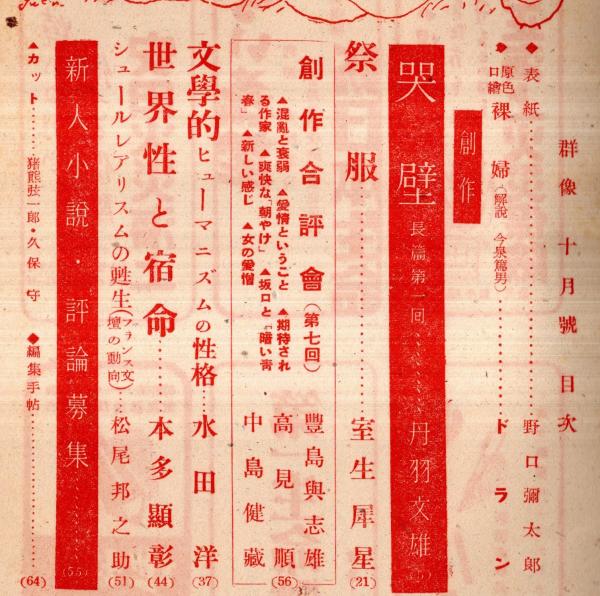 群像 十月號 目次
◆表紙……野口彌太郎
◆原色口繪 裸婦（解說 今泉篤男）……ドラン
創作
哭壁 長篇第一回……丹羽文雄
祭服……室生犀星(21)
創作合評會（第七回）
▲混亂と衰弱 ▲愛情といふこと ▲期待され
る作家 ▲爽快な「朝やけ」 ▲坂口と「暗い靑
春」 ▲新しい感じ ▲女の愛憎
豐島與志雄
高見順(56)
中島健藏
文學的ヒューマニズムの性格……水田洋(37)
世界性と宿命……本多顯彰(44)
シュールレアリスムの甦生（フランス文壇の動向）……松尾邦之助(51)
新人小說・評論募集……(55)
▲カット……猪熊弦一郎・久保守 ◆編集手帖……(64)